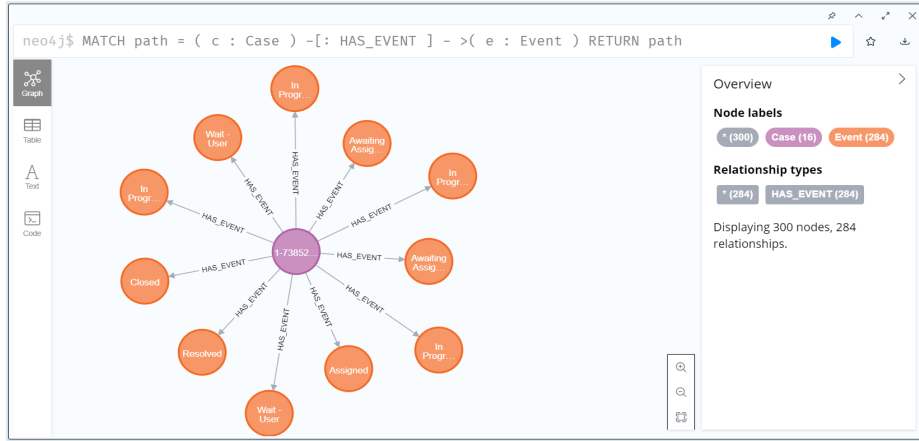 neo4j$ MATCH path = ( c : Case ) -[: HAS_EVENT ] - >( e : Event ) RETURN path
Graph
Table
A
Text
Code
In
Progr...
Wait -
User
Awaiting
Assig...
In
Progr...
In
Progr...
1-73852...
Awaiting
Assig...
Closed
Resolved
Assigned
In
Progr...
Wait -
User
HAS_EVENT
HAS_EVENT
HAS_EVENT
HAS_EVENT
HAS_EVENT
HAS_EVENT
HAS_EVENT
HAS_EVENT
HAS_EVENT
HAS_EVENT
HAS_EVENT
Overview
Node labels
* (300) Case (16) Event (284)
Relationship types
* (284) HAS_EVENT (284)
Displaying 300 nodes, 284
relationships.